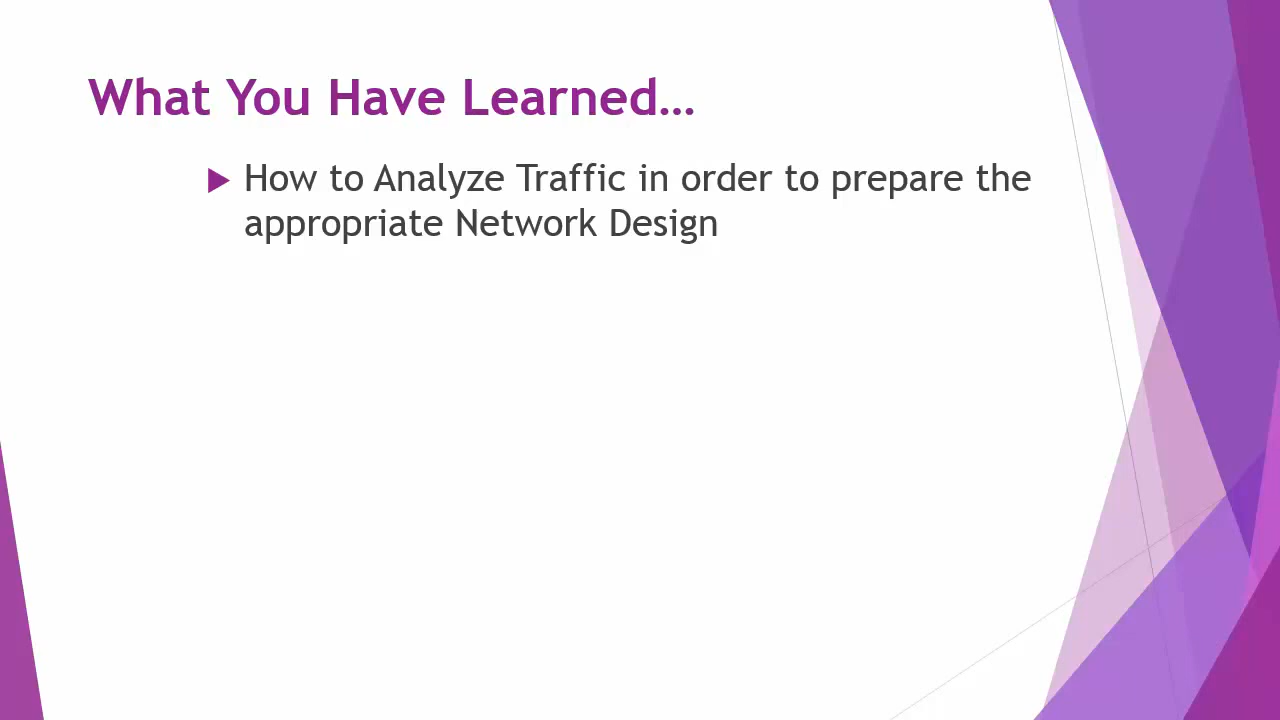 What You Have Learned…
How to Analyze Traffic in order to prepare the
appropriate Network Design